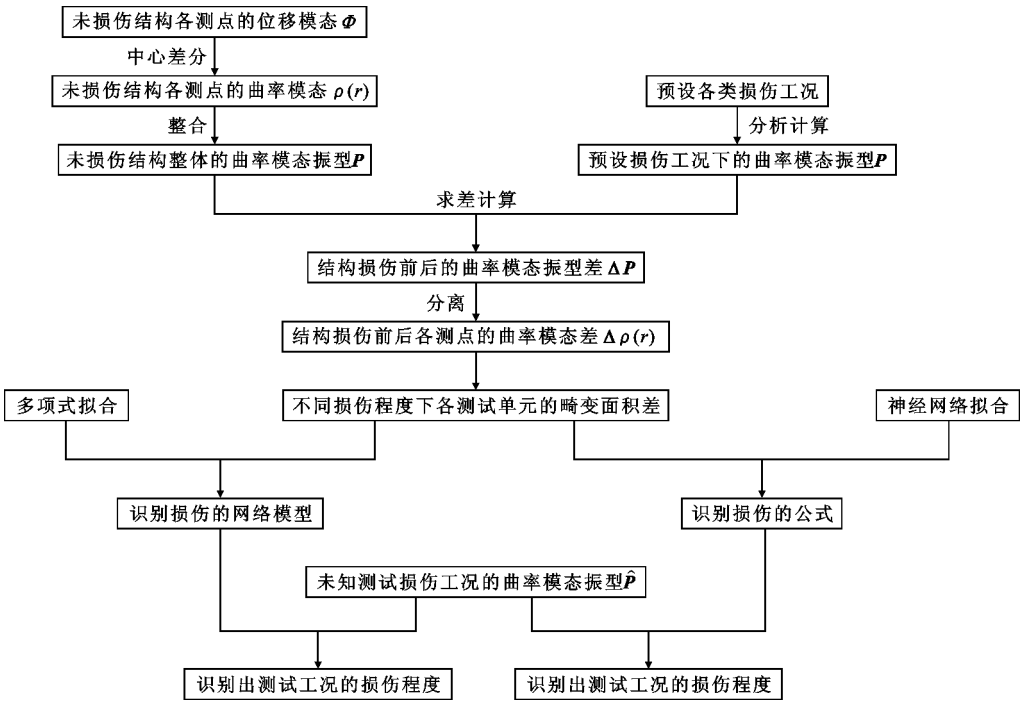 未损伤结构各测点的位移模态Φ
中心差分
未损伤结构各测点的曲率模态ρ(r)
预设各类损伤工况
整合
分析计算
未损伤结构整体的曲率模态振型P
预设损伤工况下的曲率模态振型P
求差计算
结构损伤前后的曲率模态振型差ΔP
分离
结构损伤前后各测点的曲率模态差Δρ(r)
多项式拟合
不同损伤程度下各测试单元的畸变面积差
神经网络拟合
识别损伤的网络模型
识别损伤的公式
未知测试损伤工况的曲率模态振型P̂
识别出测试工况的损伤程度
识别出测试工况的损伤程度